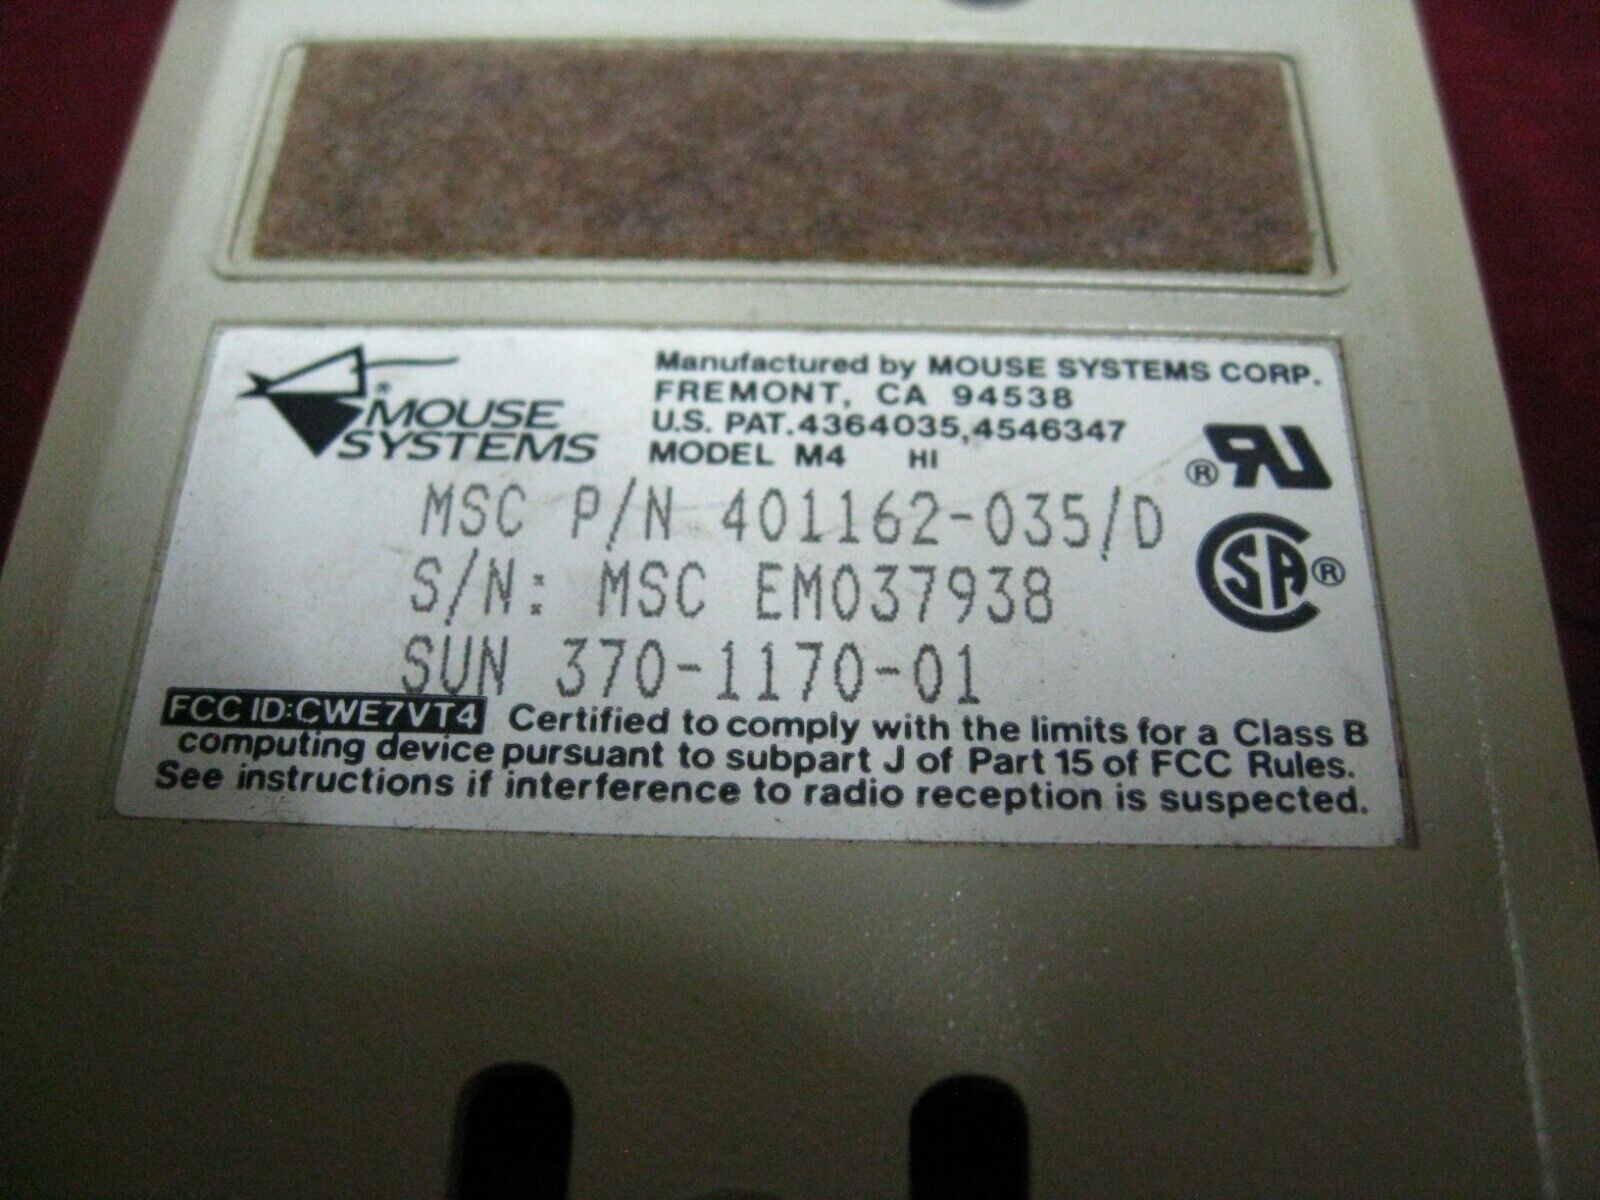 MOUSE
SYSTEMS
Manufactured by MOUSE SYSTEMS CORP.
FREMONT, CA 94538
U.S. PAT.4364035,4546347
MODEL M4 HI
MSC P/N 401162-035/D
S/N: MSC EM037938
SUN 370-1170-01
FCC ID:CWE7VT4 Certified to comply with the limits for a Class B
computing device pursuant to subpart J of Part 15 of FCC Rules.
See instructions if interference to radio reception is suspected.
® RU
CSA ®